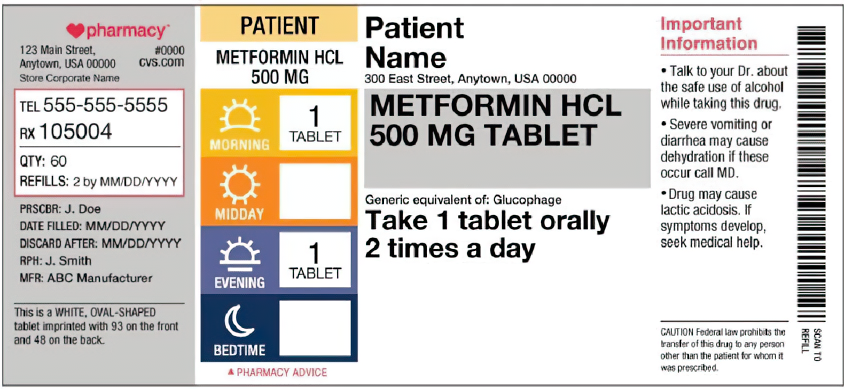 pharmacy
123 Main Street, #0000
Anytown, USA 00000 cvs.com
Store Corporate Name
TEL 555-555-5555
RX 105004
QTY: 60
REFILLS: 2 by MM/DD/YYYY
PRSCBR: J. Doe
DATE FILLED: MM/DD/YYYY
DISCARD AFTER: MM/DD/YYYY
RPH: J. Smith
MFR: ABC Manufacturer
This is a WHITE, OVAL-SHAPED
tablet imprinted with 93 on the front
and 48 on the back.
PATIENT
METFORMIN HCL
500 MG
MORNING
1
TABLET
MIDDAY
EVENING
1
TABLET
BEDTIME
▲ PHARMACY ADVICE
Patient
Name
300 East Street, Anytown, USA 00000
METFORMIN HCL
500 MG TABLET
Generic equivalent of: Glucophage
Take 1 tablet orally
2 times a day
Important
Information
• Talk to your Dr. about
the safe use of alcohol
while taking this drug.
• Severe vomiting or
diarrhea may cause
dehydration if these
occur call MD.
• Drug may cause
lactic acidosis. If
symptoms develop,
seek medical help.
CAUTION Federal law prohibits the
transfer of this drug to any person
other than the patient for whom it
was prescribed.
SCAN TO
REFILL